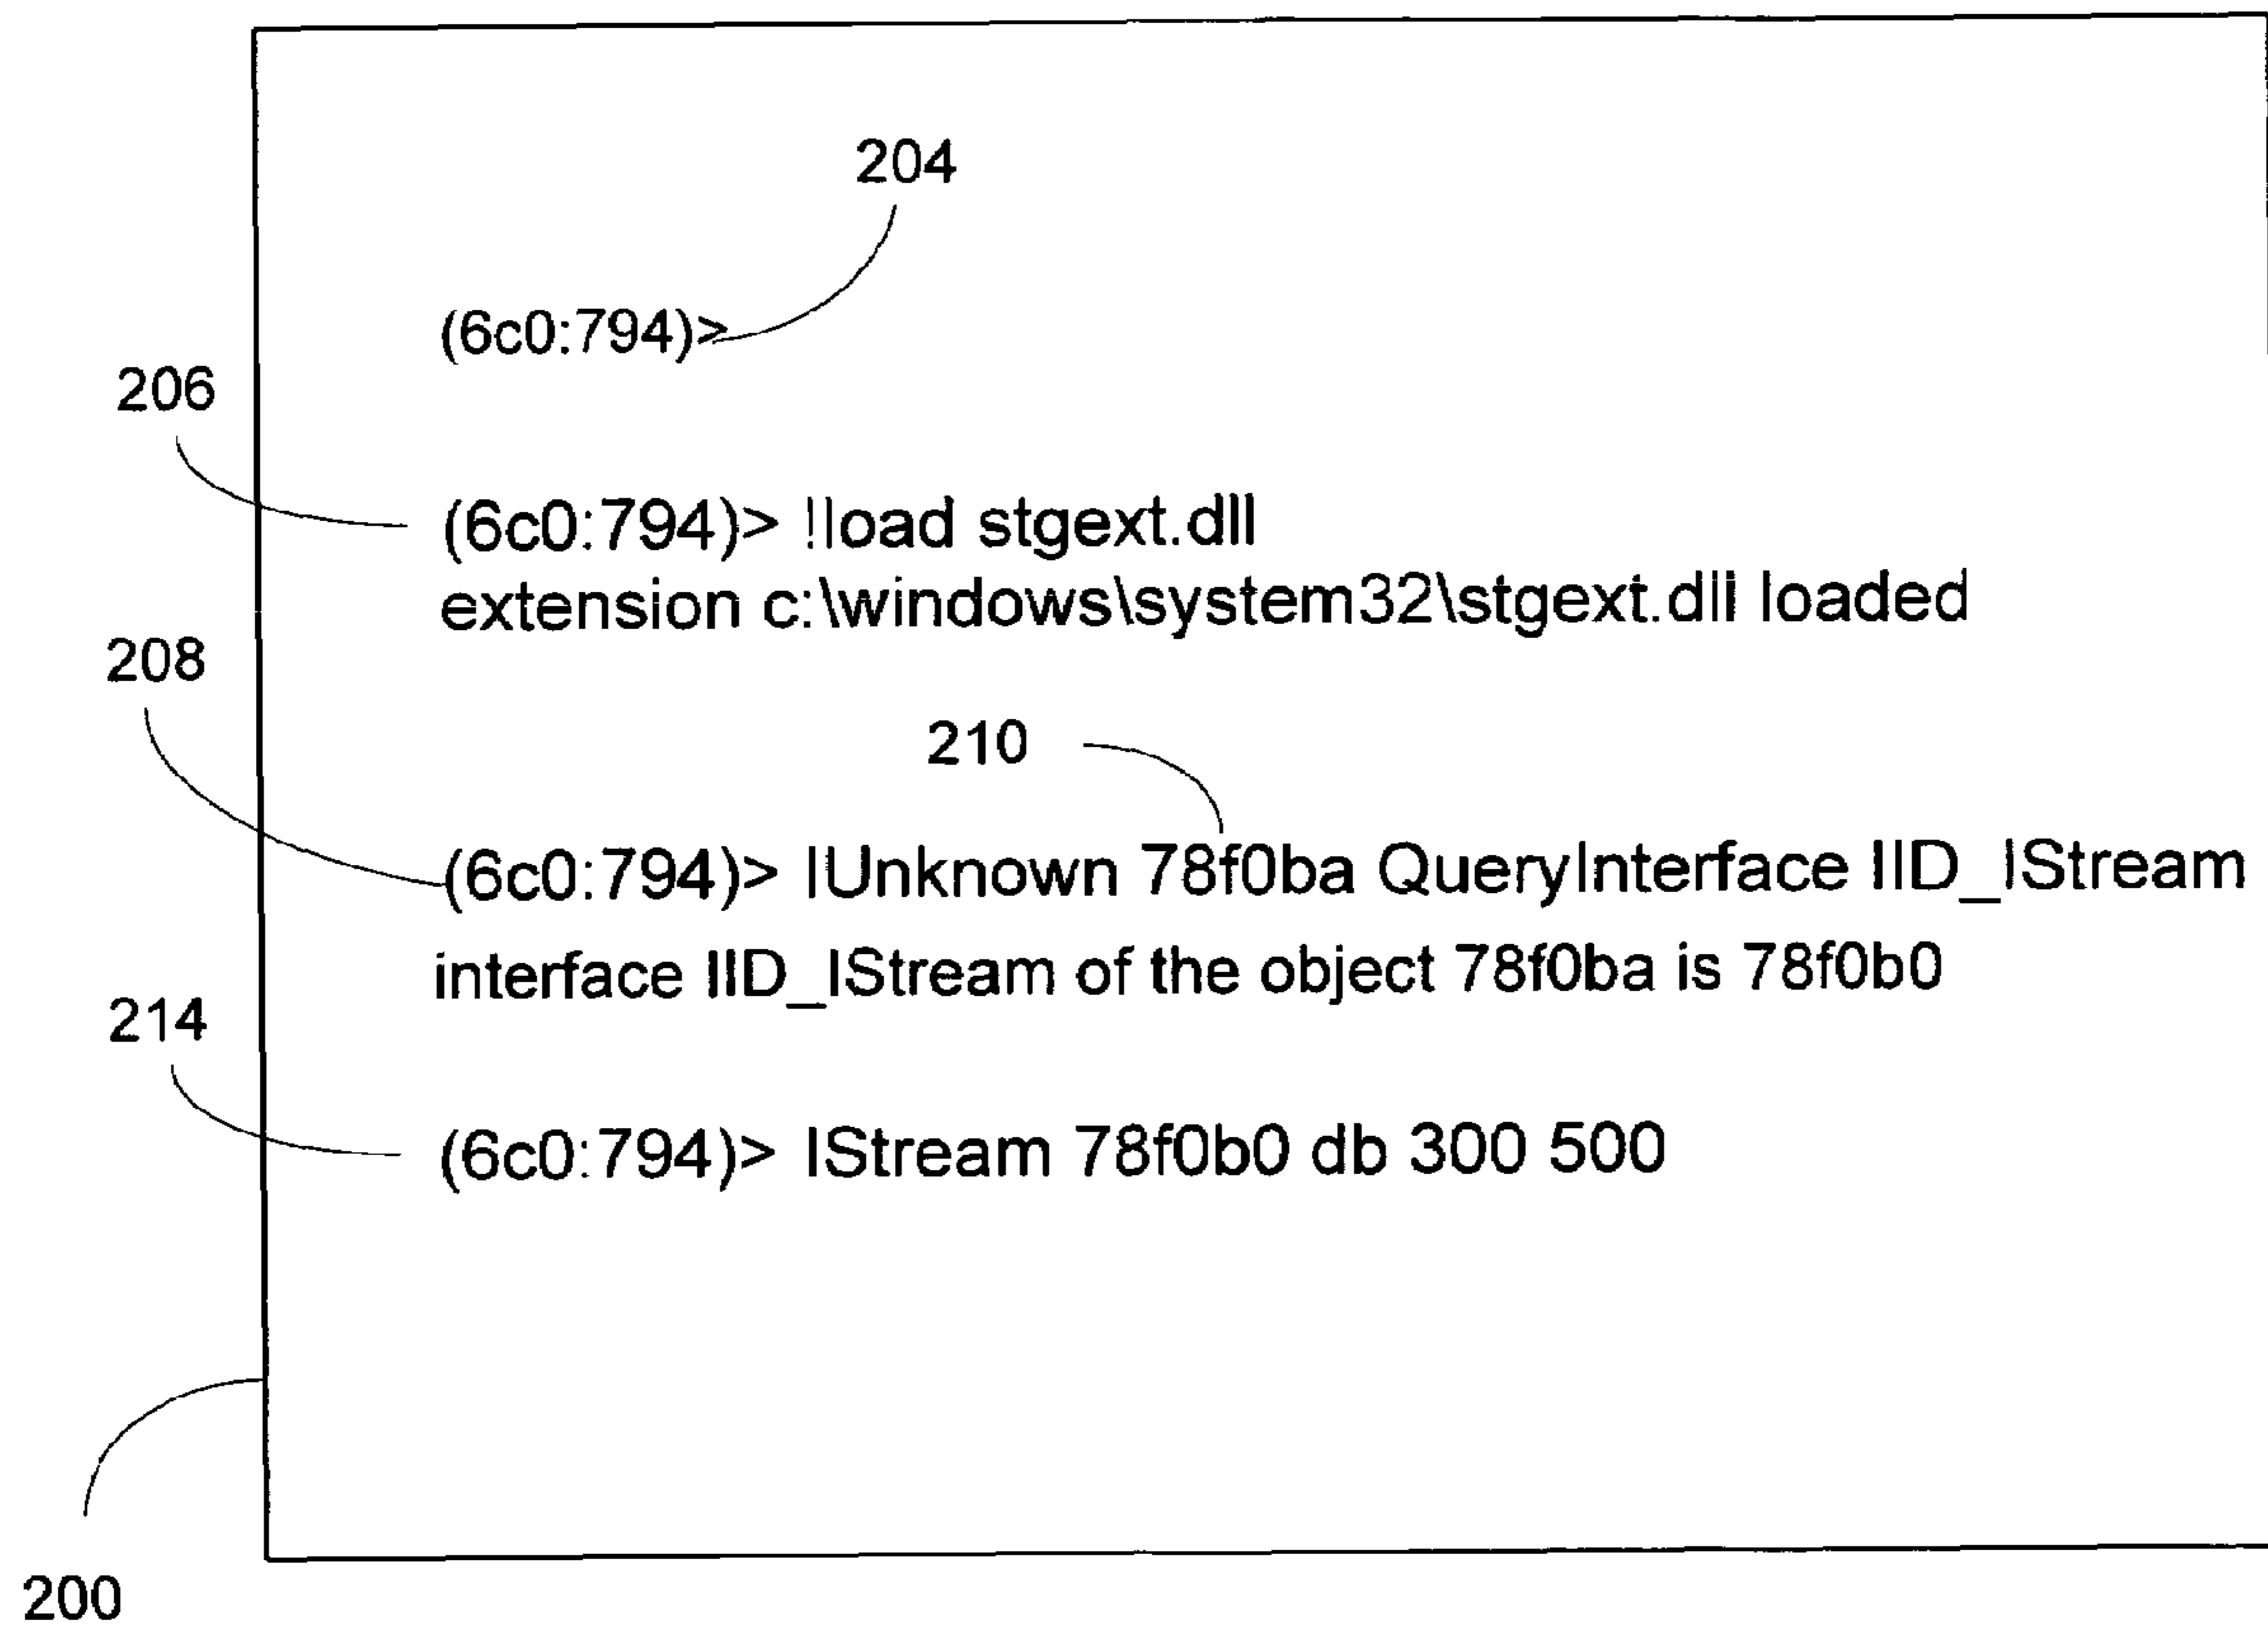 204
(6c0:794)>
206
(6c0:794)> !load stgext.dll
extension c:\windows\system32\stgext.dll loaded
208
210
(6c0:794)> IUnknown 78f0ba QueryInterface IID_IStream
interface IID_IStream of the object 78f0ba is 78f0b0
214
(6c0:794)> IStream 78f0b0 db 300 500
200